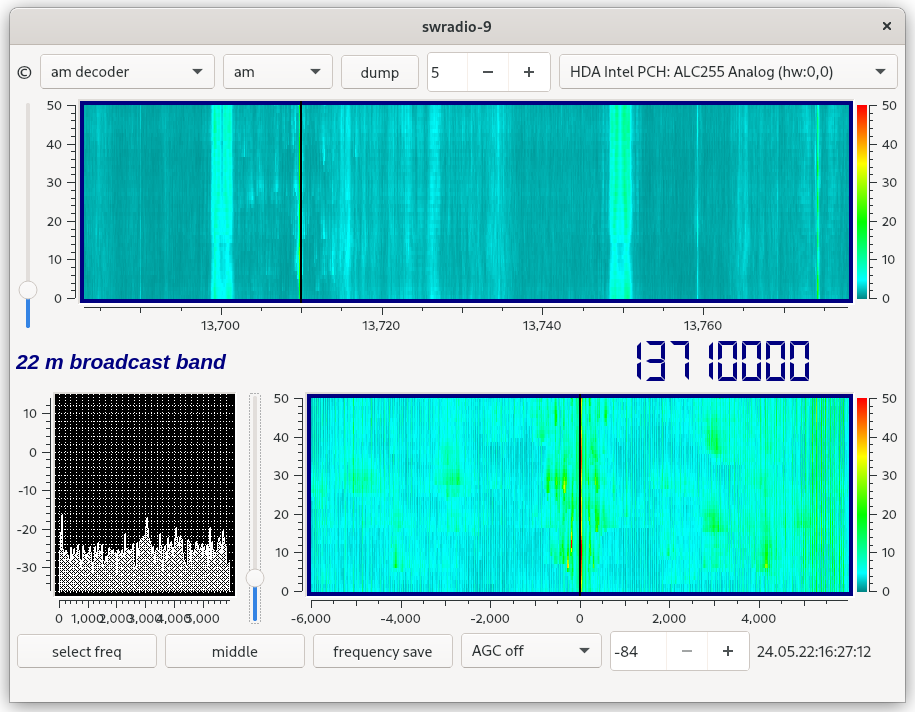 swradio-9 ×
© am decoder am dump 5 − + HDA Intel PCH: ALC255 Analog (hw:0,0)
50 50
40 40
30 30
20 20
10 10
0 0
13,700 13,720 13,740 13,760
22 m broadcast band 13710000
10 50 50
0 40 40
-10 30 30
-20 20 20
-30 10 10
0 0
0 1,000 2,000 3,000 4,000 5,000 -6,000 -4,000 -2,000 0 2,000 4,000
select freq middle frequency save AGC off -84 − + 24.05.22:16:27:12